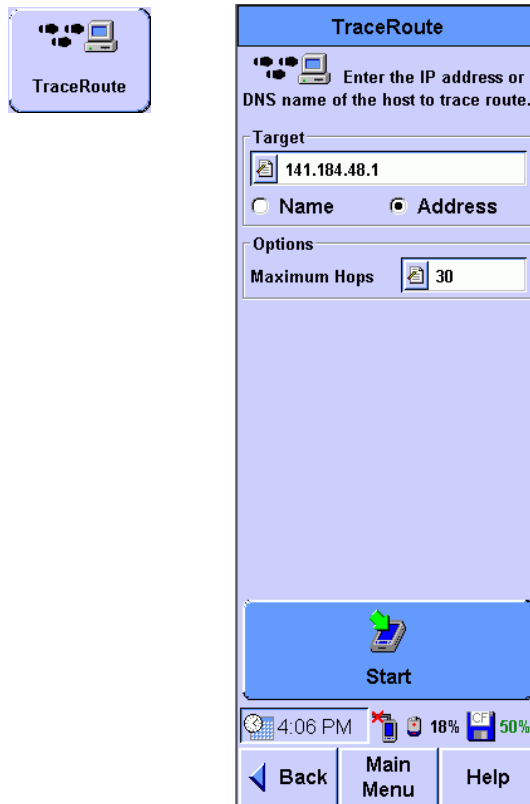 TraceRoute
TraceRoute
Enter the IP address or
DNS name of the host to trace route.
Target
141.184.48.1
Name Address
Options
Maximum Hops 30
Start
4:06 PM 18% CF 50%
Back Main Menu Help